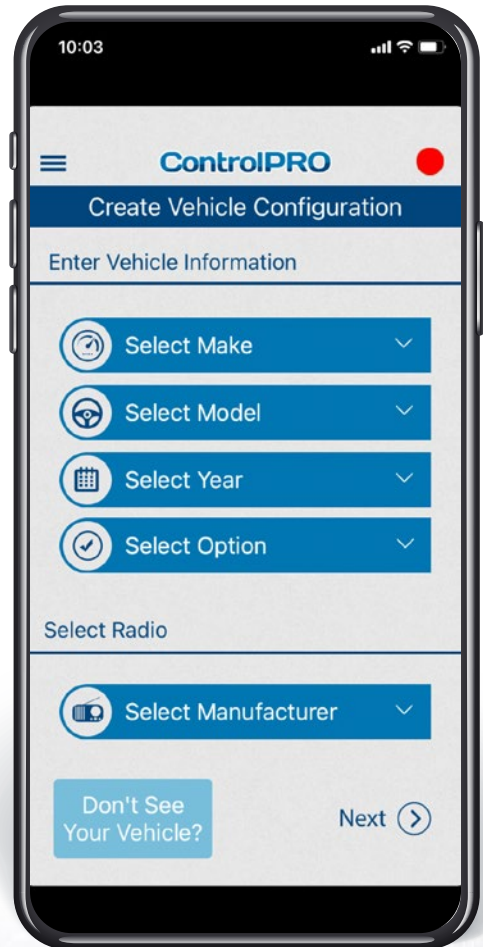 10:03
ControlPRO
Create Vehicle Configuration
Enter Vehicle Information
Select Make
Select Model
Select Year
Select Option
Select Radio
Select Manufacturer
Don't See
Your Vehicle?
Next